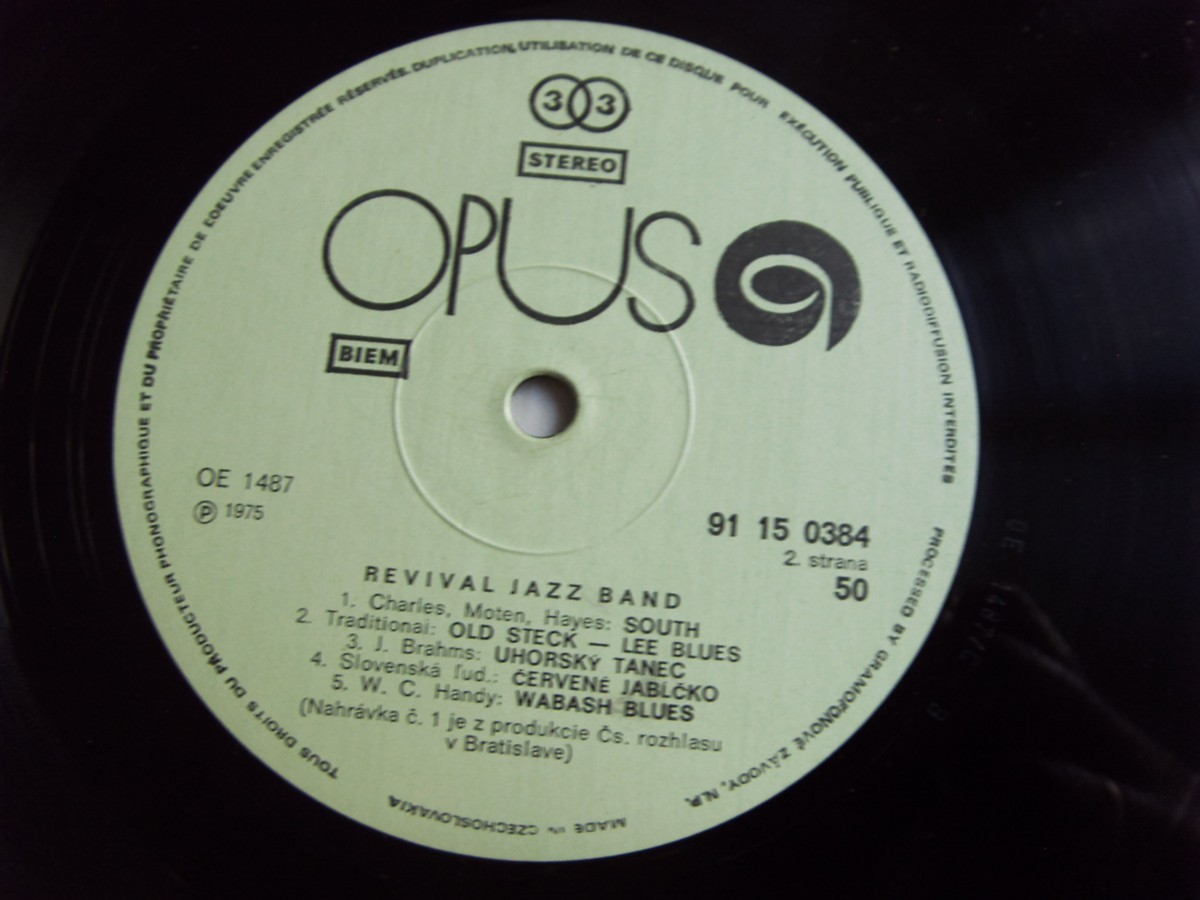 33
STEREO
OPUS
BIEM
OE 1487
Ⓟ 1975
91 15 0384
2. strana
50
REVIVAL JAZZ BAND
1. Charles, Moten, Hayes: SOUTH
2. Traditional: OLD STECK — LEE BLUES
3. J. Brahms: UHORSKÝ TANEC
4. Slovenská ľud.: ČERVENÉ JABLČKO
5. W. C. Handy: WABASH BLUES
(Nahrávka č. 1 je z produkcie Čs. rozhlasu
v Bratislave)
TOUS DROITS DU PRODUCTEUR PHONOGRAPHIQUE ET DU PROPRIÉTAIRE DE L'OEUVRE ENREGISTRÉE RÉSERVÉS. DUPLICATION, UTILISATION DE CE DISQUE POUR EXÉCUTION PUBLIQUE ET RADIODIFFUSION INTERDITES
PROCESSED BY GRAMOFONOVÉ ZÁVODY, N.P.
MADE IN CZECHOSLOVAKIA